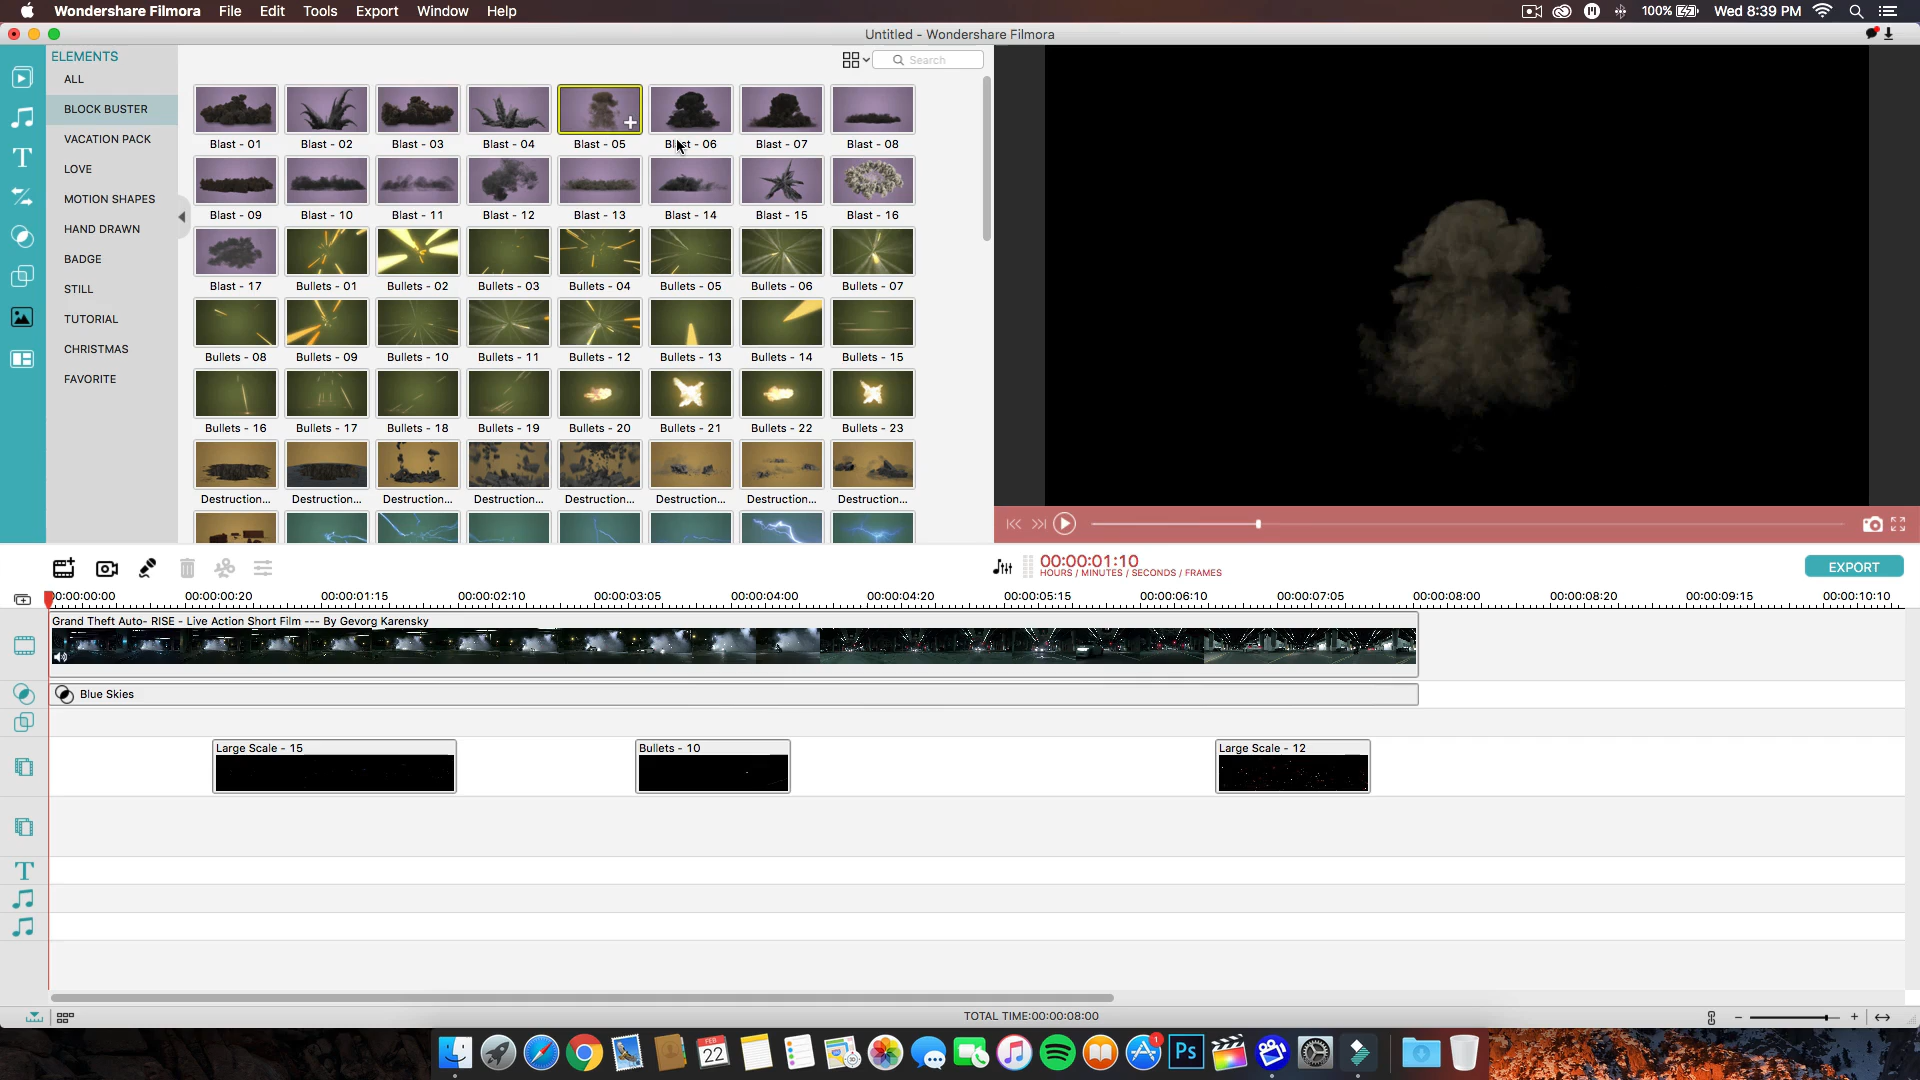 Wondershare Filmora File Edit Tools Export Window Help
100% Wed 8:39 PM
Untitled - Wondershare Filmora
ELEMENTS
ALL
BLOCK BUSTER
VACATION PACK
LOVE
MOTION SHAPES
HAND DRAWN
BADGE
STILL
TUTORIAL
CHRISTMAS
FAVORITE
Search
Blast - 01 Blast - 02 Blast - 03 Blast - 04 Blast - 05 Blast - 06 Blast - 07 Blast - 08
Blast - 09 Blast - 10 Blast - 11 Blast - 12 Blast - 13 Blast - 14 Blast - 15 Blast - 16
Blast - 17 Bullets - 01 Bullets - 02 Bullets - 03 Bullets - 04 Bullets - 05 Bullets - 06 Bullets - 07
Bullets - 08 Bullets - 09 Bullets - 10 Bullets - 11 Bullets - 12 Bullets - 13 Bullets - 14 Bullets - 15
Bullets - 16 Bullets - 17 Bullets - 18 Bullets - 19 Bullets - 20 Bullets - 21 Bullets - 22 Bullets - 23
Destruction... Destruction... Destruction... Destruction... Destruction... Destruction... Destruction... Destruction...
00:00:01:10
HOURS / MINUTES / SECONDS / FRAMES
EXPORT
00:00:00:00 00:00:00:20 00:00:01:15 00:00:02:10 00:00:03:05 00:00:04:00 00:00:04:20 00:00:05:15 00:00:06:10 00:00:07:05 00:00:08:00 00:00:08:20 00:00:09:15 00:00:10:10
Grand Theft Auto- RISE - Live Action Short Film --- By Gevorg Karensky
Blue Skies
Large Scale - 15
Bullets - 10
Large Scale - 12
TOTAL TIME:00:00:08:00
FEB
22
1
Ps